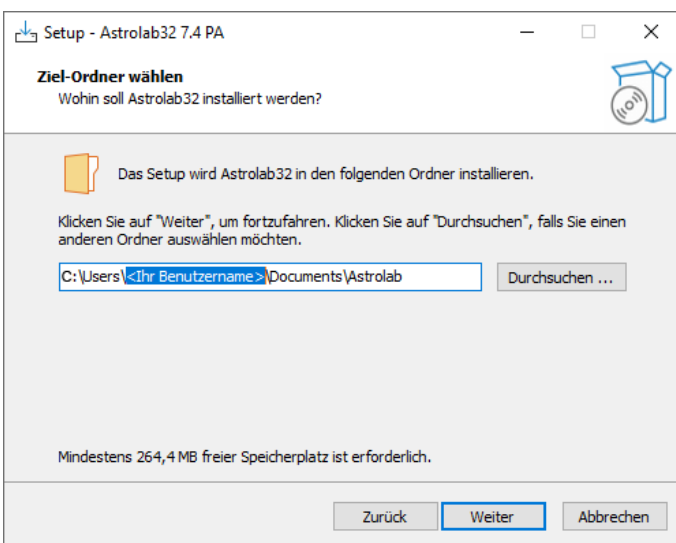 Setup - Astrolab32 7.4 PA
Ziel-Ordner wählen
Wohin soll Astrolab32 installiert werden?
Das Setup wird Astrolab32 in den folgenden Ordner installieren.
Klicken Sie auf "Weiter", um fortzufahren. Klicken Sie auf "Durchsuchen", falls Sie einen
anderen Ordner auswählen möchten.
C:\Users\<Ihr Benutzername>\Documents\Astrolab
Durchsuchen ...
Mindestens 264,4 MB freier Speicherplatz ist erforderlich.
Zurück
Weiter
Abbrechen